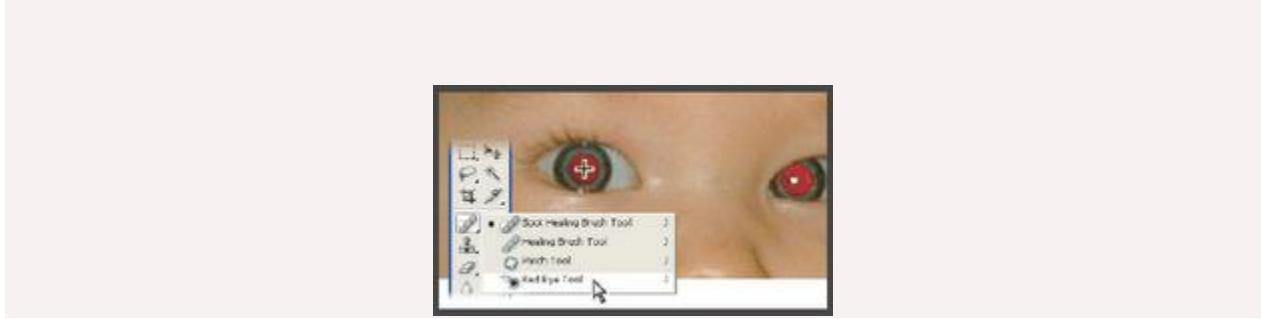 Spot Healing Brush Tool J
Healing Brush Tool J
Patch Tool J
Red Eye Tool J